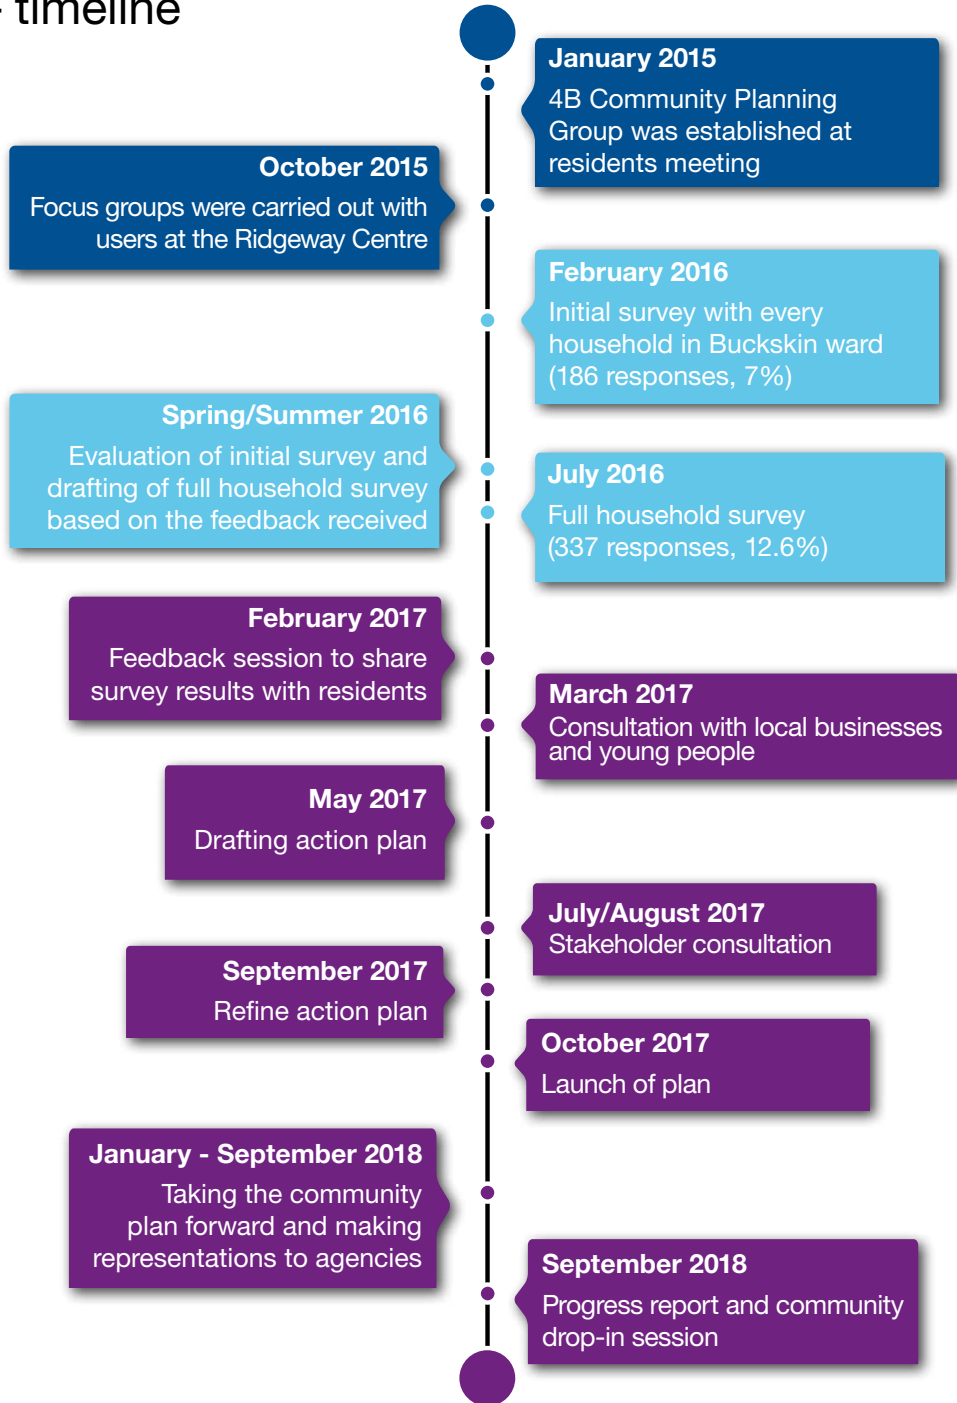 - timeline
January 2015
4B Community Planning
Group was established at
residents meeting
October 2015
Focus groups were carried out with
users at the Ridgeway Centre
February 2016
Initial survey with every
household in Buckskin ward
(186 responses, 7%)
Spring/Summer 2016
Evaluation of initial survey and
drafting of full household survey
based on the feedback received
July 2016
Full household survey
(337 responses, 12.6%)
February 2017
Feedback session to share
survey results with residents
March 2017
Consultation with local businesses
and young people
May 2017
Drafting action plan
July/August 2017
Stakeholder consultation
September 2017
Refine action plan
October 2017
Launch of plan
January - September 2018
Taking the community
plan forward and making
representations to agencies
September 2018
Progress report and community
drop-in session